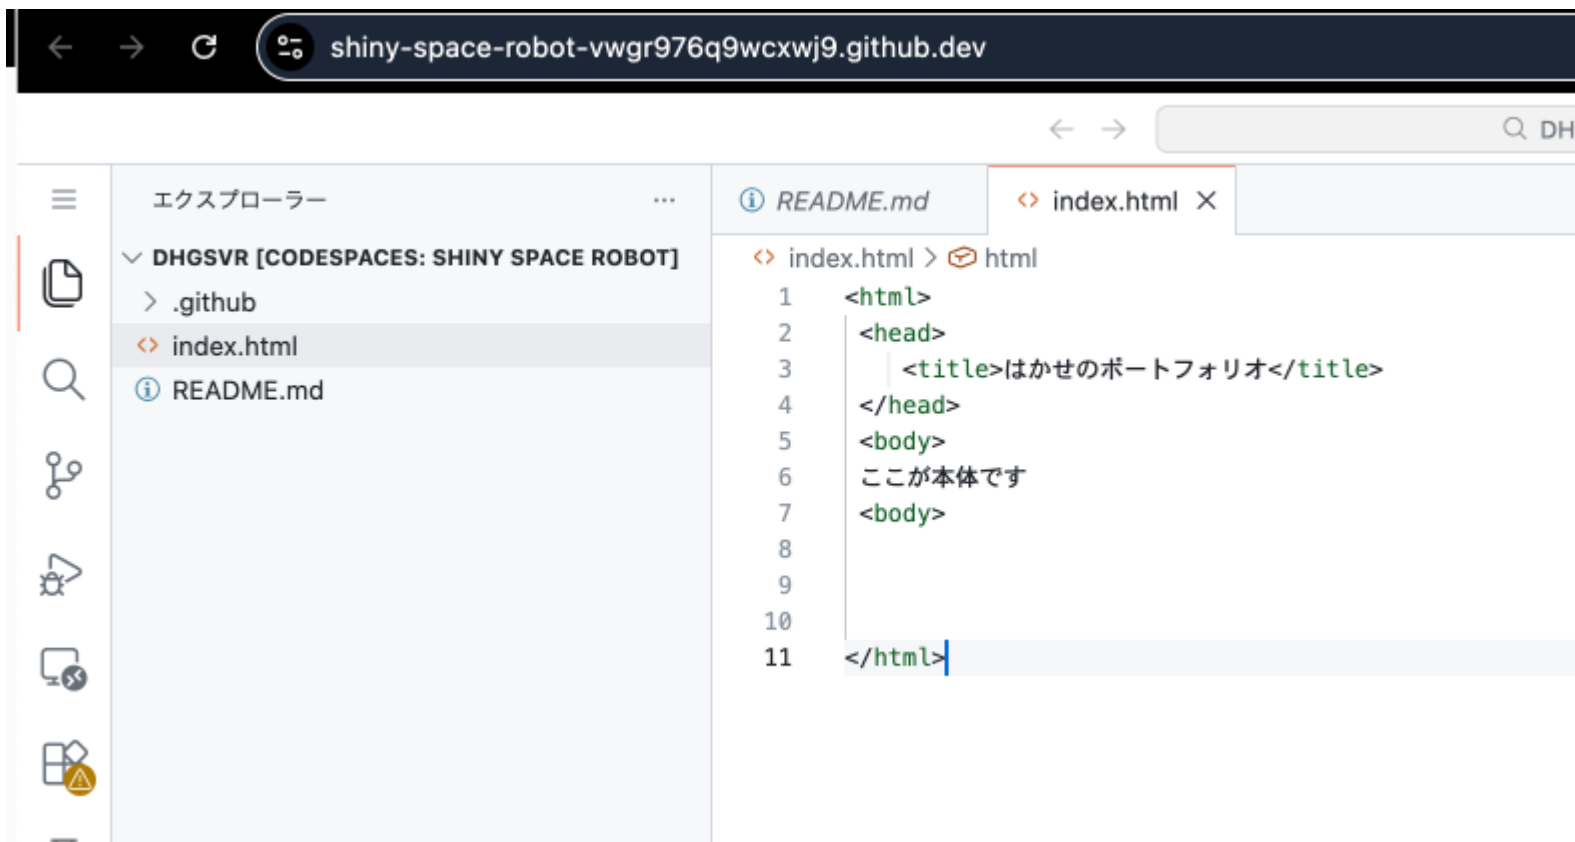 shiny-space-robot-vwgr976q9wcxwj9.github.dev
DH
エクスプローラー
README.md
index.html
DHGSVR [CODESPACES: SHINY SPACE ROBOT]
.github
index.html
README.md
index.html > html
1 <html>
2 <head>
3 <title>はかせのポートフォリオ</title>
4 </head>
5 <body>
6 ここが本体です
7 <body>
8
9
10
11 </html>